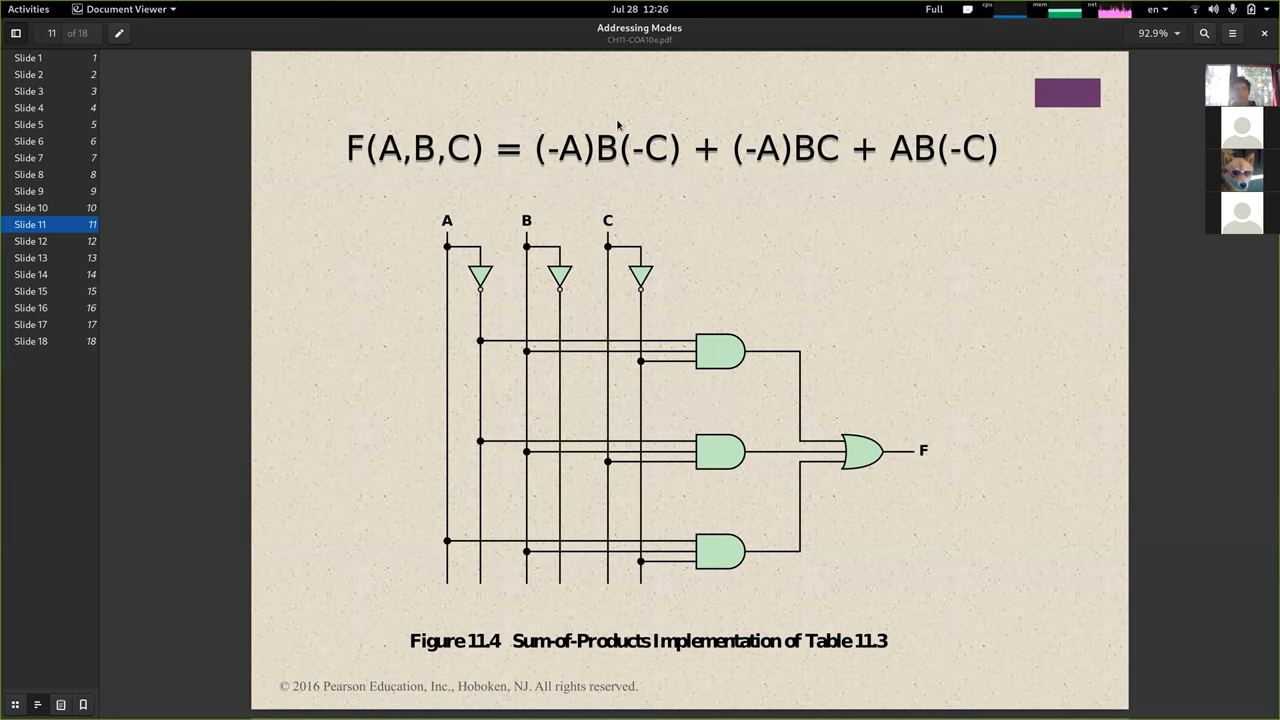 Activities Document Viewer Jul 28 12:26 Full cpu mem net en
11 of 18 Addressing Modes 92.9%
CH11-COA10e.pdf
Slide 1 1
Slide 2 2
Slide 3 3
Slide 4 4
Slide 5 5
Slide 6 6
Slide 7 7
Slide 8 8
Slide 9 9
Slide 10 10
Slide 11 11
Slide 12 12
Slide 13 13
Slide 14 14
Slide 15 15
Slide 16 16
Slide 17 17
Slide 18 18
F(A,B,C) = (-A)B(-C) + (-A)BC + AB(-C)
A B C
F
Figure 11.4 Sum-of-Products Implementation of Table 11.3
© 2016 Pearson Education, Inc., Hoboken, NJ. All rights reserved.